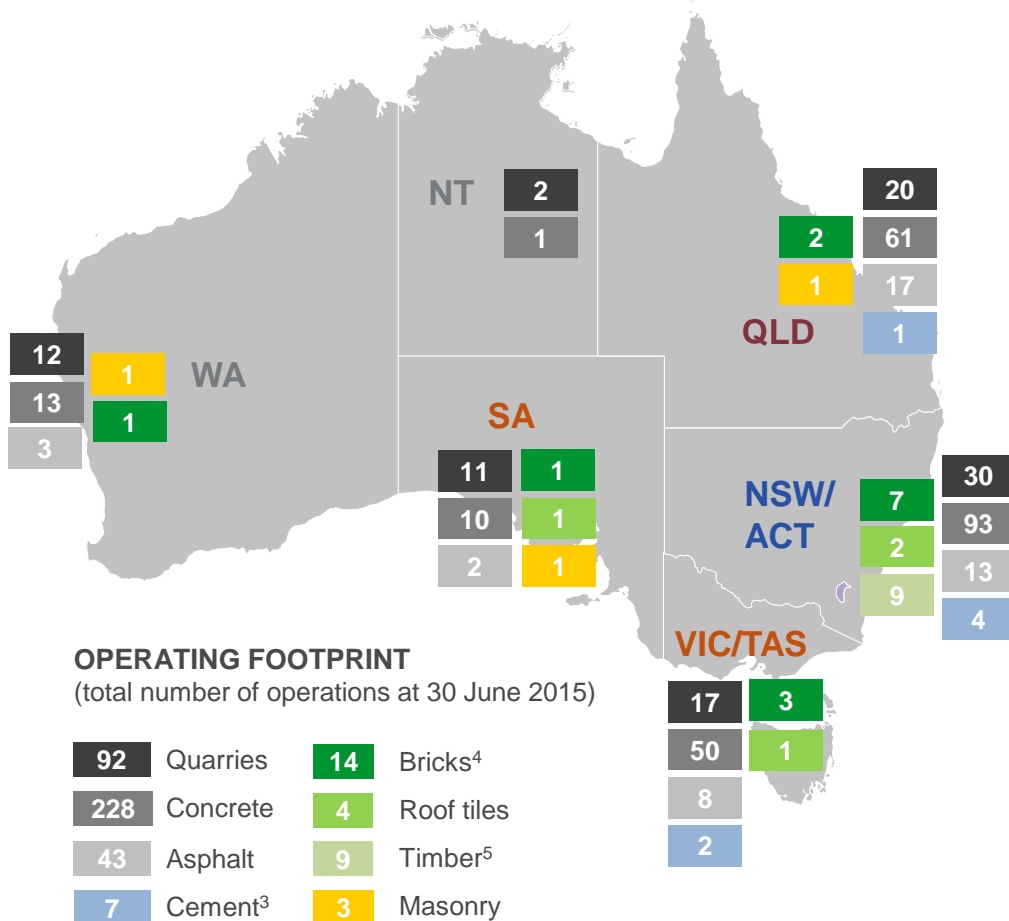 NT
2
1
20
2
61
1
17
QLD
1
12
WA
1
13
1
3
SA
11
1
10
1
2
1
NSW/
ACT
30
7
93
2
13
9
4
VIC/TAS
17
3
50
1
8
2
OPERATING FOOTPRINT
(total number of operations at 30 June 2015)
92 Quarries 14 Bricks⁴
228 Concrete 4 Roof tiles
43 Asphalt 9 Timber⁵
7 Cement³ 3 Masonry